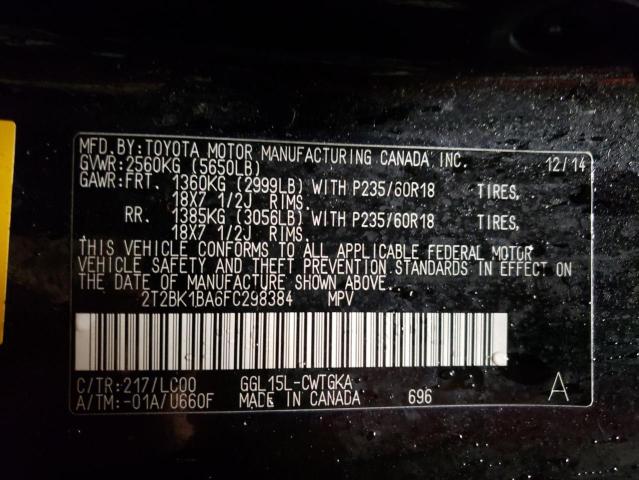 MFD.BY:TOYOTA MOTOR MANUFACTURING CANADA INC. 12/14
GVWR:2560KG (5650LB)
GAWR:FRT. 1360KG (2999LB) WITH P235/60R18 TIRES,
18X7 1/2J RIMS.
RR. 1385KG (3056LB) WITH P235/60R18 TIRES,
18X7 1/2J RIMS.
THIS VEHICLE CONFORMS TO ALL APPLICABLE FEDERAL MOTOR
VEHICLE SAFETY AND THEFT PREVENTION STANDARDS IN EFFECT ON
THE DATE OF MANUFACTURE SHOWN ABOVE.
2T2BK1BA6FC298384 MPV
C/TR:217/LC00 GGL15L-CWTGKA
A/TM:-01A/U660F MADE IN CANADA 696 A